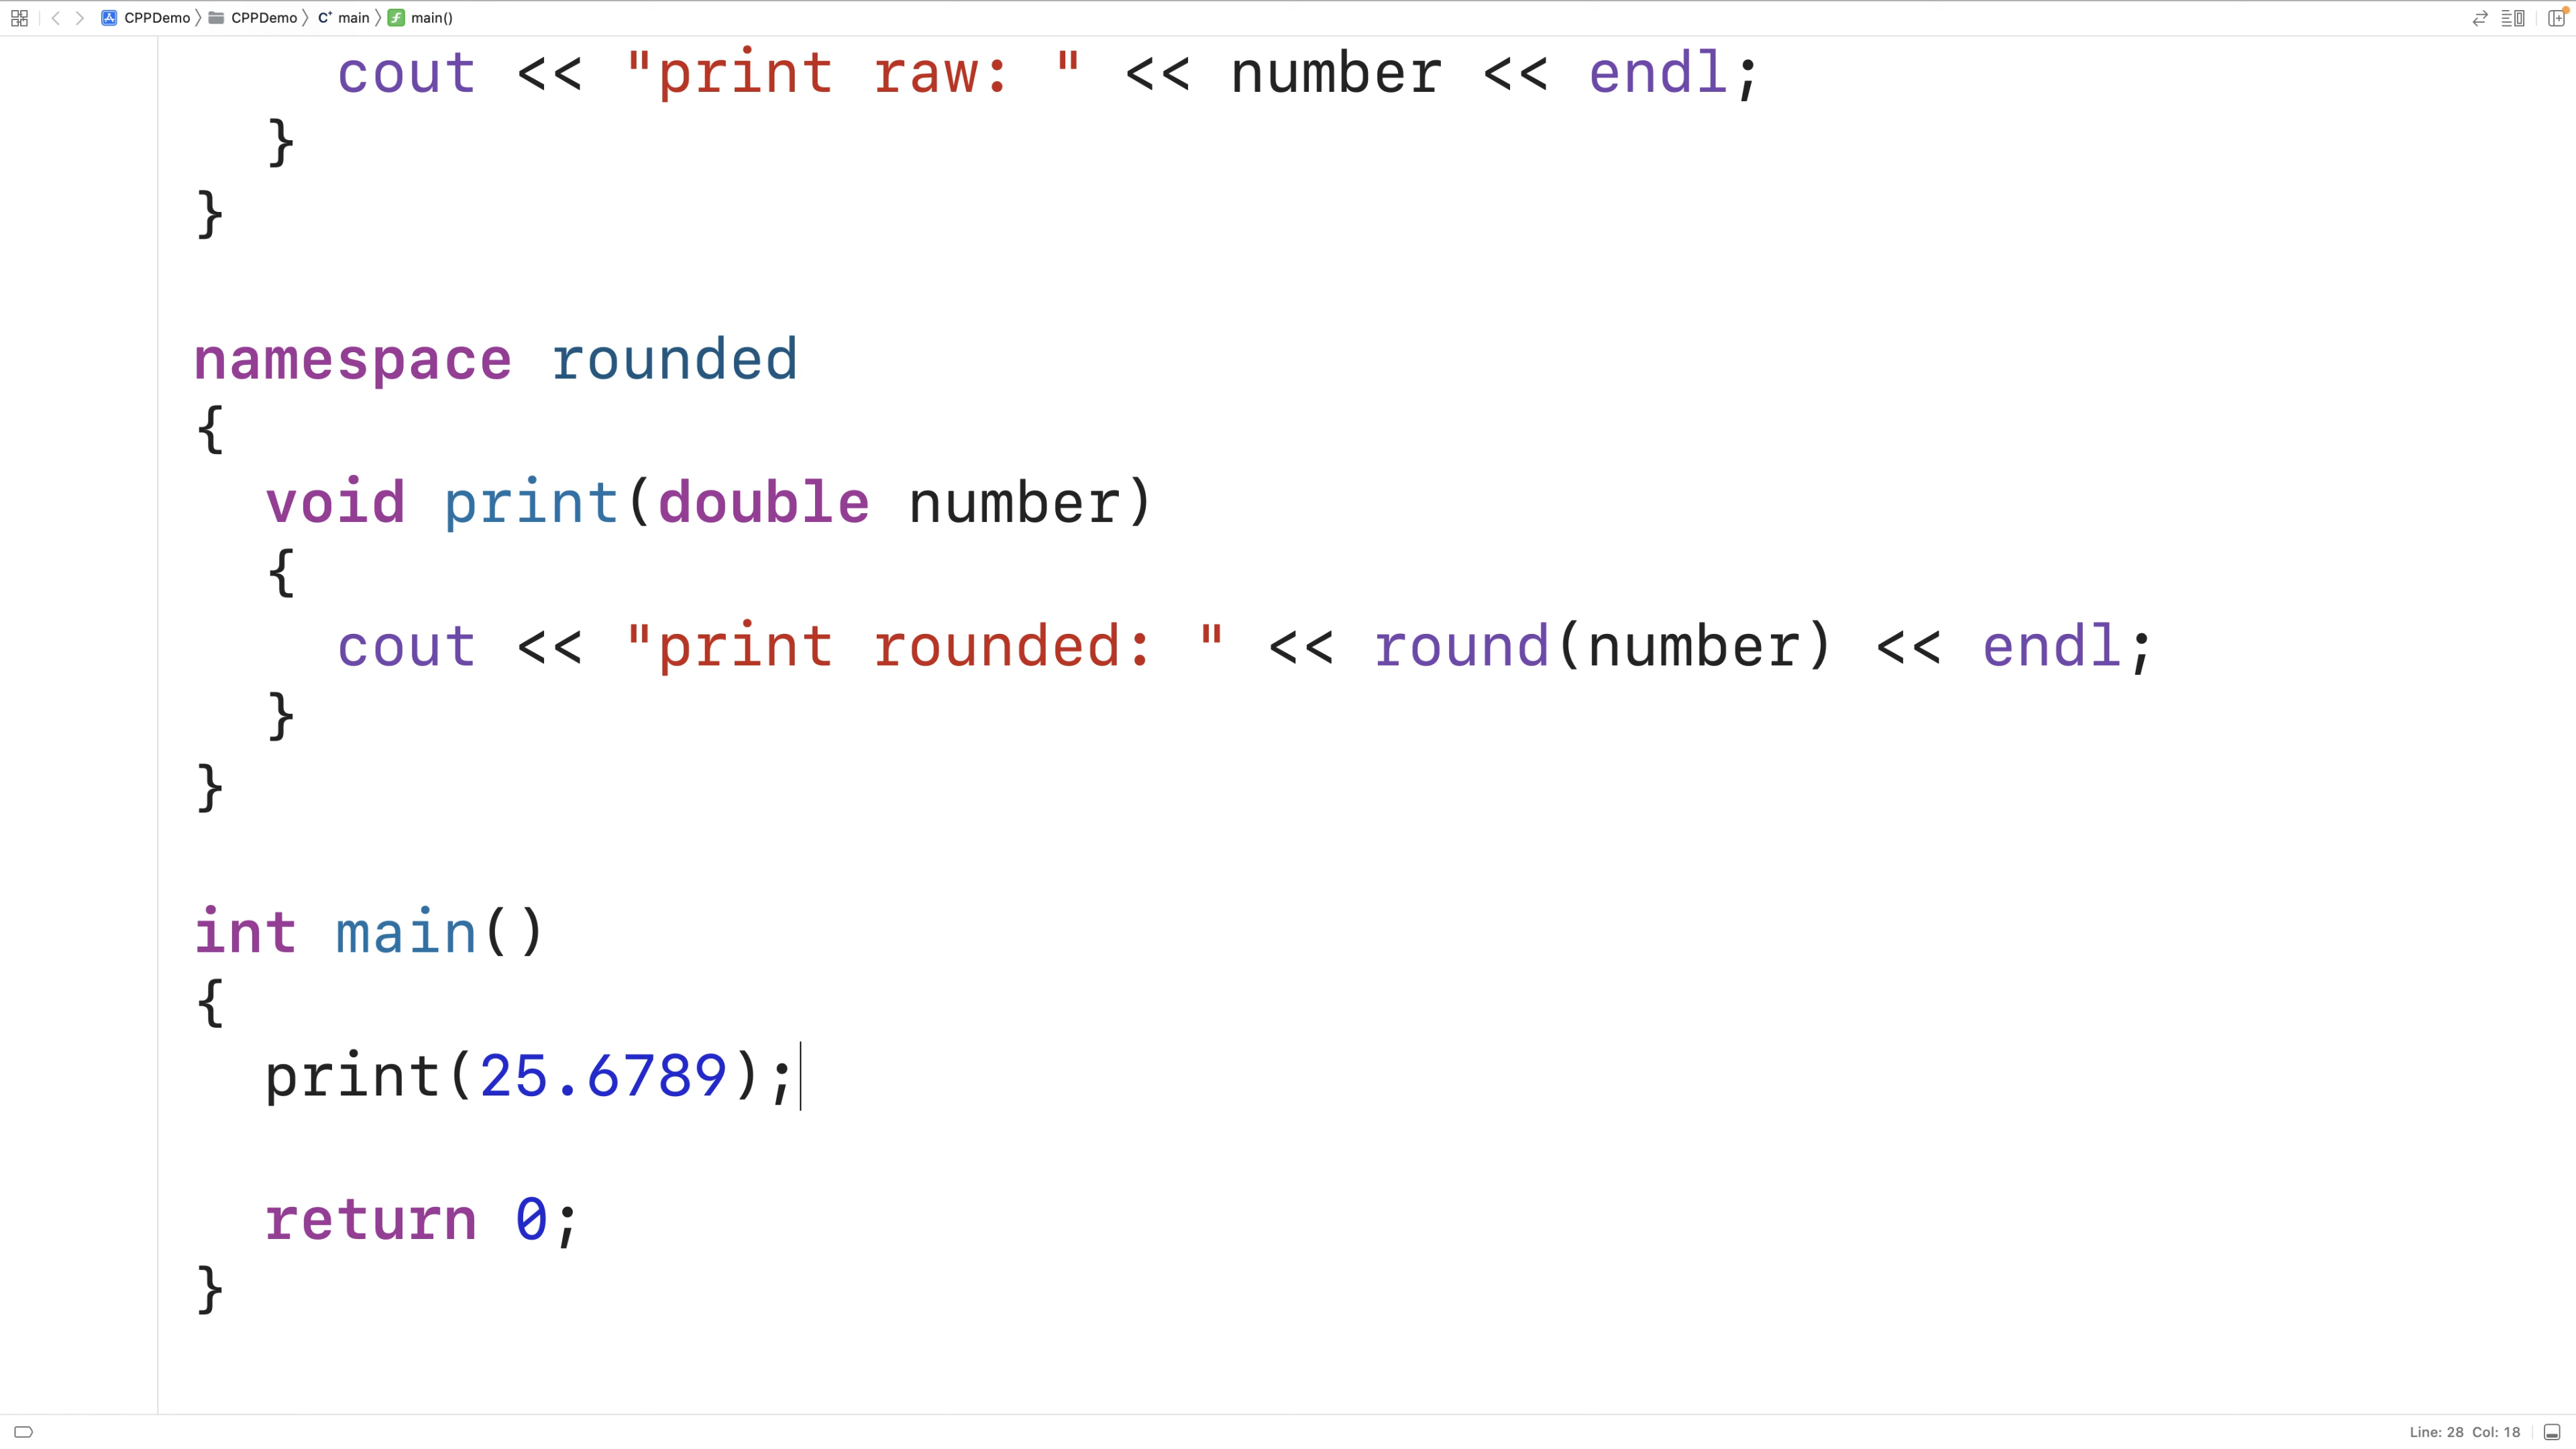 CPPDemo > CPPDemo > C+ main > f main()
cout << "print raw: " << number << endl;
}
}
namespace rounded
{
void print(double number)
{
cout << "print rounded: " << round(number) << endl;
}
}
int main()
{
print(25.6789);
return 0;
}
Line: 28 Col: 18